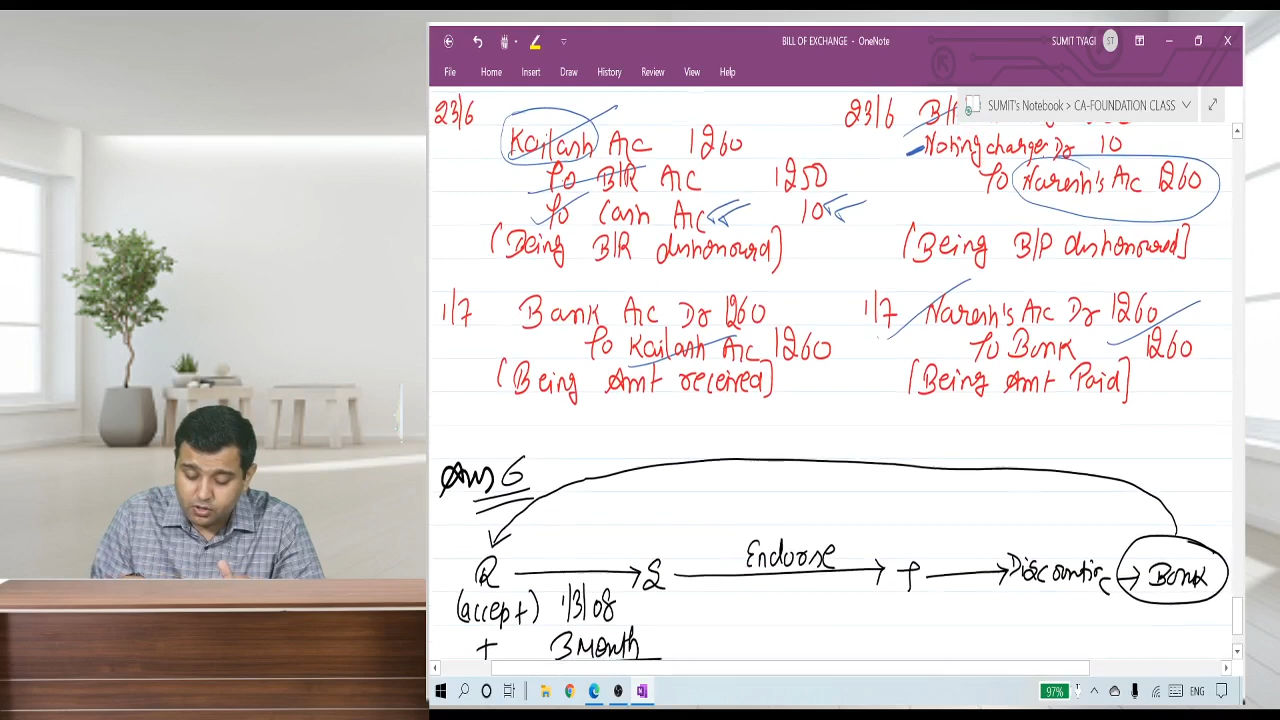 BILL OF EXCHANGE - OneNote
SUMIT TYAGI ST
File Home Insert Draw History Review View Help
SUMIT's Notebook > CA-FOUNDATION CLASS
23/6
Kailash A/c 1260
To B/R A/c 1250
To Cash A/c 10
(Being B/R dishonoured)
1/7 Bank A/c Dr 1260
To Kailash A/c 1260
(Being Amt received)
23/6
Noting charges Dr 10
To Naresh's A/c 1260
(Being B/P dishonoured]
1/7 Naresh's A/c Dr 1260
To Bank 1260
[Being Amt Paid]
Ans 6
R S Endorse T Discounting Bank
(accept) 1/3/08
+ 3 Month
97% ENG